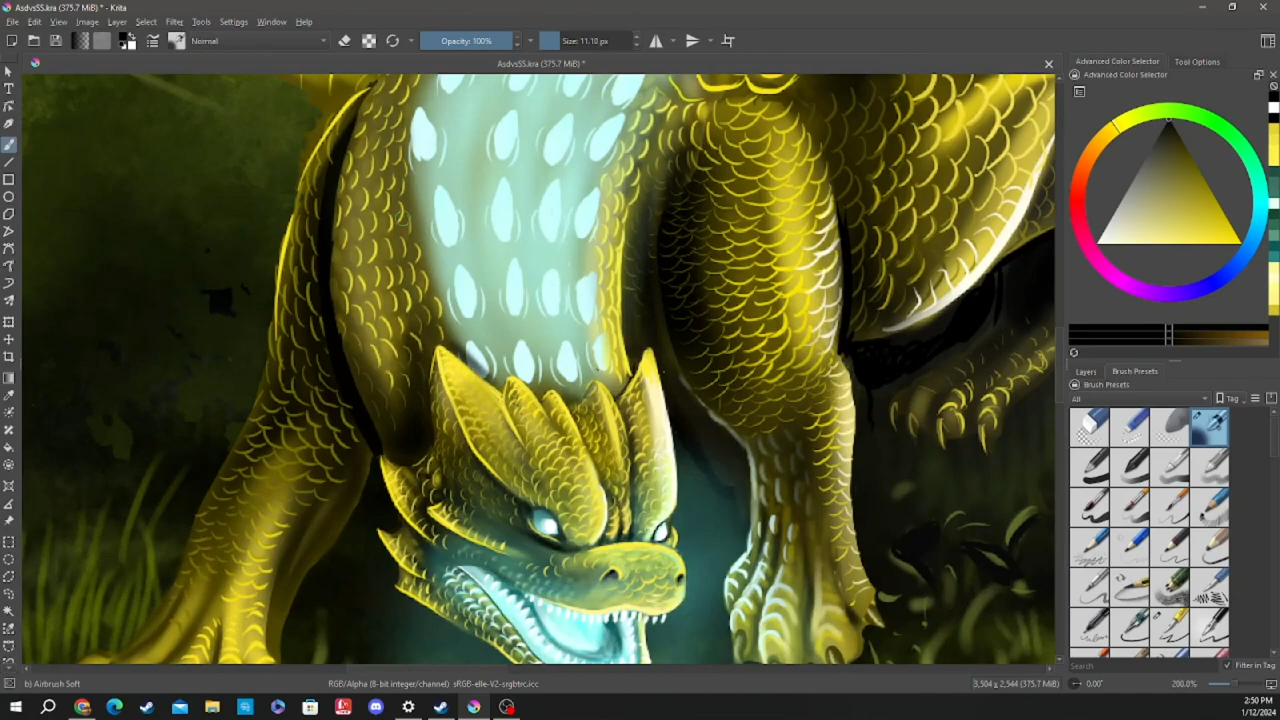 AsdvsSS.kra (375.7 MiB) * - Krita
File Edit View Image Layer Select Filter Tools Settings Window Help
Normal Opacity: 100% Size: 11.10 px
AsdvsSS.kra (375.7 MiB) *
Advanced Color Selector Tool Options
Advanced Color Selector
Layers Brush Presets
Brush Presets
All Tag
Search Filter in Tag
b) Airbrush Soft RGB/Alpha (8-bit integer/channel) sRGB-elle-V2-srgbtrc.icc 3,504 x 2,544 (375.7 MiB) 0.00° 200.0%
2:50 PM
1/12/2024